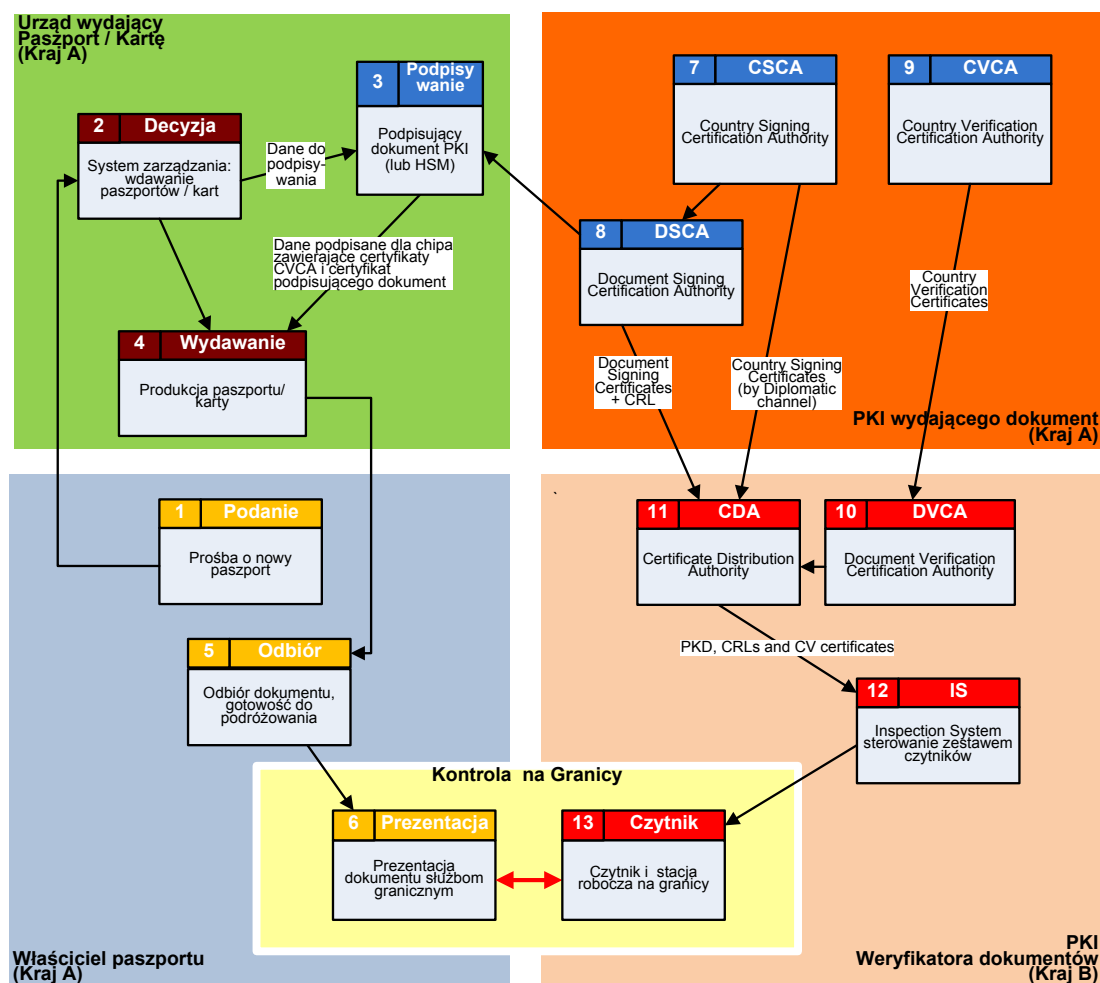 Urząd wydający
Paszport / Kartę
(Kraj A)
3 Podpisy
wanie
Podpisujący
dokument PKI
(lub HSM)
2 Decyzja
System zarządzania:
wdawanie
paszportów / kart
Dane do
podpisy-
wania
Dane podpisane dla chipa
zawierające certyfikaty
CVCA i certyfikat
podpisującego dokument
4 Wydawanie
Produkcja paszportu/
karty
7 CSCA
Country Signing
Certification Authority
9 CVCA
Country Verification
Certification Authority
8 DSCA
Document Signing
Certification Authority
Country
Verification
Certificates
Document
Signing
Certificates
+ CRL
Country Signing
Certificates
(by Diplomatic
channel)
PKI wydającego dokument
(Kraj A)
1 Podanie
Prośba o nowy
paszport
5 Odbiór
Odbiór dokumentu,
gotowość do
podróżowania
11 CDA
Certificate Distribution
Authority
10 DVCA
Document Verification
Certification Authority
PKD, CRLs and CV certificates
12 IS
Inspection System
sterowanie zestawem
czytników
Kontrola na Granicy
6 Prezentacja
Prezentacja
dokumentu służbom
granicznym
13 Czytnik
Czytnik i stacja
robocza na granicy
Właściciel paszportu
(Kraj A)
PKI
Weryfikatora dokumentów
(Kraj B)